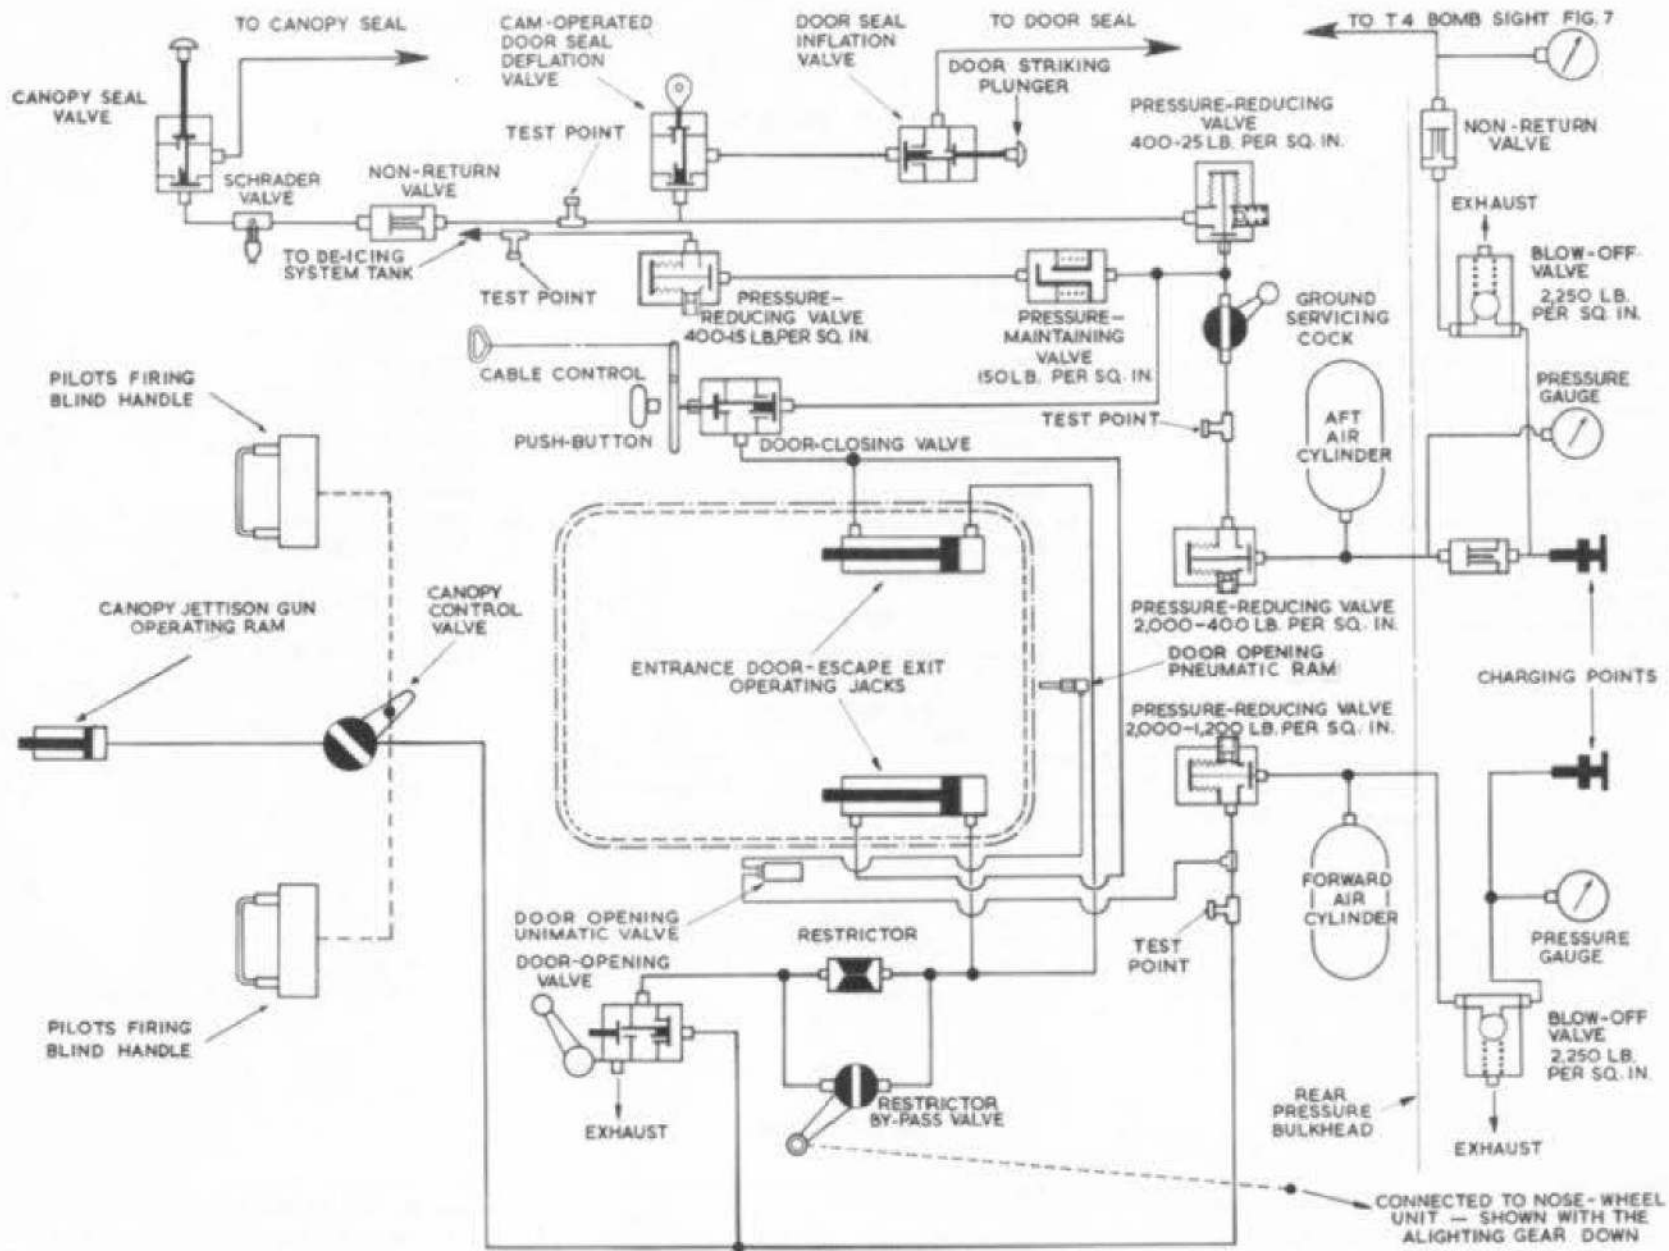 TO CANOPY SEAL
CAM-OPERATED
DOOR SEAL
DEFLATION
VALVE
DOOR SEAL
INFLATION
VALVE
TO DOOR SEAL
TO T4 BOMB SIGHT FIG. 7
CANOPY SEAL
VALVE
DOOR STRIKING
PLUNGER
TEST POINT
PRESSURE-REDUCING
VALVE
400-25 LB. PER SQ. IN.
NON-RETURN
VALVE
SCHRADER
VALVE
NON-RETURN
VALVE
EXHAUST
TO DE-ICING
SYSTEM TANK
TEST POINT
PRESSURE-
REDUCING VALVE
400-15 LB. PER SQ. IN.
PRESSURE-
MAINTAINING
VALVE
150 LB. PER SQ. IN.
GROUND
SERVICING
COCK
BLOW-OFF-
VALVE
2,250 LB.
PER SQ. IN.
PILOTS FIRING
BLIND HANDLE
CABLE CONTROL
PUSH-BUTTON
DOOR-CLOSING VALVE
TEST POINT
AFT
AIR
CYLINDER
PRESSURE
GAUGE
CANOPY JETTISON GUN
OPERATING RAM
CANOPY
CONTROL
VALVE
ENTRANCE DOOR-ESCAPE EXIT
OPERATING JACKS
PRESSURE-REDUCING VALVE
2,000-400 LB. PER SQ. IN.
DOOR OPENING
PNEUMATIC RAM
CHARGING POINTS
PRESSURE-REDUCING VALVE
2,000-1,200 LB. PER SQ. IN.
FORWARD
AIR
CYLINDER
DOOR OPENING
UNIMATIC VALVE
RESTRICTOR
TEST
POINT
PRESSURE
GAUGE
DOOR-OPENING
VALVE
PILOTS FIRING
BLIND HANDLE
BLOW-OFF
VALVE
2,250 LB.
PER SQ. IN.
EXHAUST
RESTRICTOR
BY-PASS VALVE
REAR
PRESSURE
BULKHEAD
EXHAUST
CONNECTED TO NOSE-WHEEL
UNIT — SHOWN WITH THE
ALIGHTING GEAR DOWN